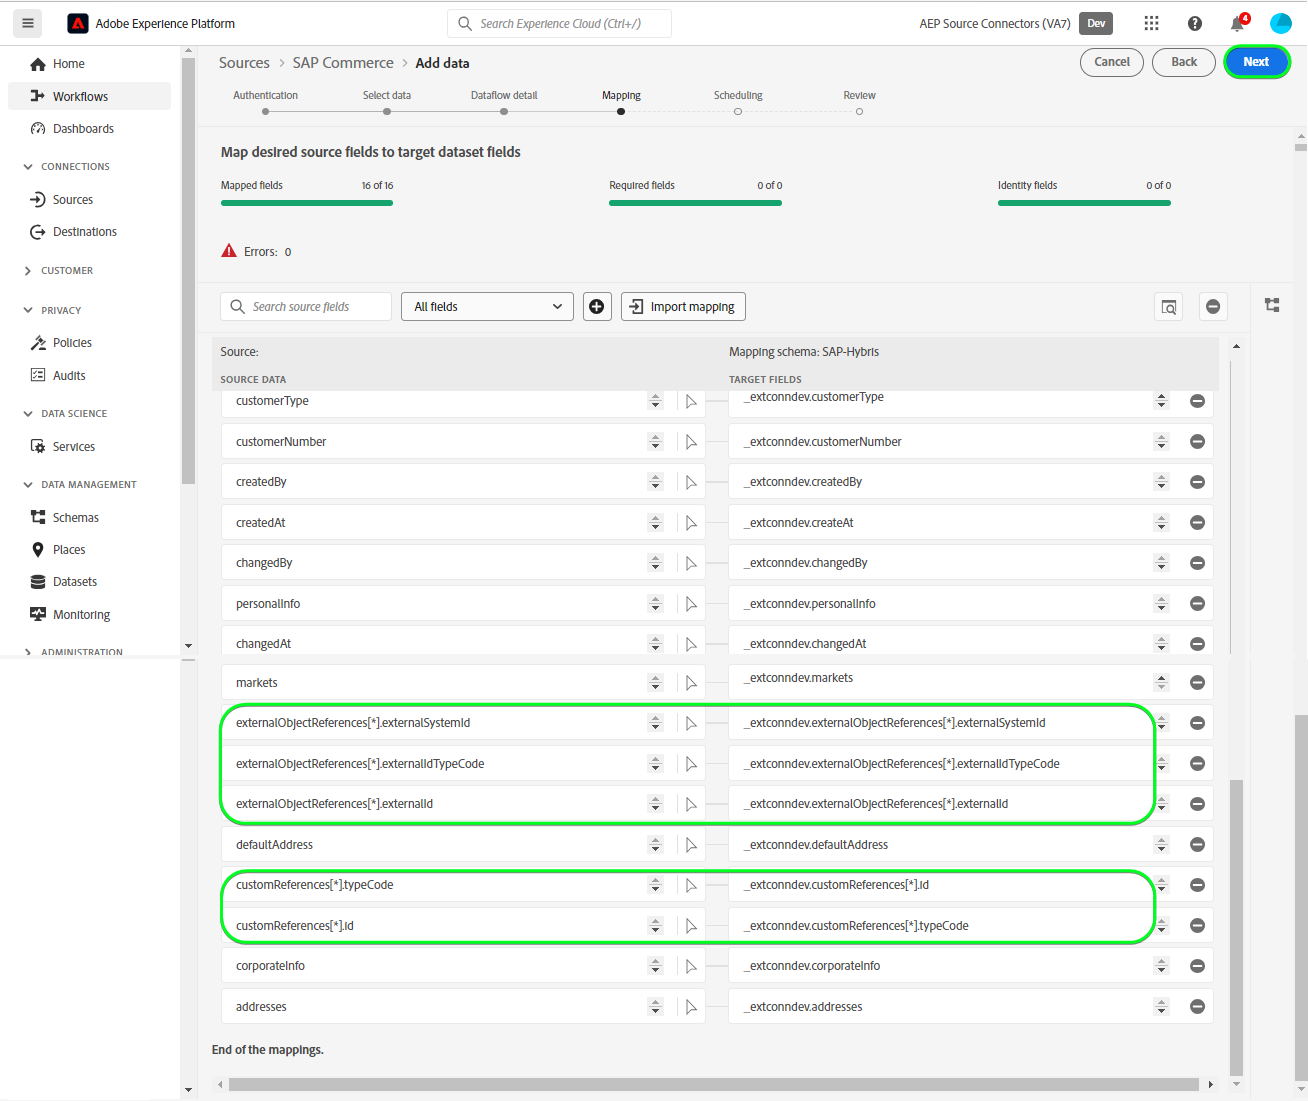 Adobe Experience Platform
Search Experience Cloud (Ctrl+/)
AEP Source Connectors (VA7)
Dev
4
Home
Workflows
Dashboards
CONNECTIONS
Sources
Destinations
CUSTOMER
PRIVACY
Policies
Audits
DATA SCIENCE
Services
DATA MANAGEMENT
Schemas
Places
Datasets
Monitoring
ADMINISTRATION
Sources > SAP Commerce > Add data
Cancel
Back
Next
Authentication
Select data
Dataflow detail
Mapping
Scheduling
Review
Map desired source fields to target dataset fields
Mapped fields 16 of 16
Required fields 0 of 0
Identity fields 0 of 0
Errors: 0
Search source fields
All fields
Import mapping
Source:
Mapping schema: SAP-Hybris
SOURCE DATA
TARGET FIELDS
customerType
_extconndev.customerType
customerNumber
_extconndev.customerNumber
createdBy
_extconndev.createdBy
createdAt
_extconndev.createAt
changedBy
_extconndev.changedBy
personalInfo
_extconndev.personalInfo
changedAt
_extconndev.changedAt
markets
_extconndev.markets
externalObjectReferences[*].externalSystemId
_extconndev.externalObjectReferences[*].externalSystemId
externalObjectReferences[*].externalIdTypeCode
_extconndev.externalObjectReferences[*].externalIdTypeCode
externalObjectReferences[*].externalId
_extconndev.externalObjectReferences[*].externalId
defaultAddress
_extconndev.defaultAddress
customReferences[*].typeCode
_extconndev.customReferences[*].id
customReferences[*].id
_extconndev.customReferences[*].typeCode
corporateInfo
_extconndev.corporateInfo
addresses
_extconndev.addresses
End of the mappings.